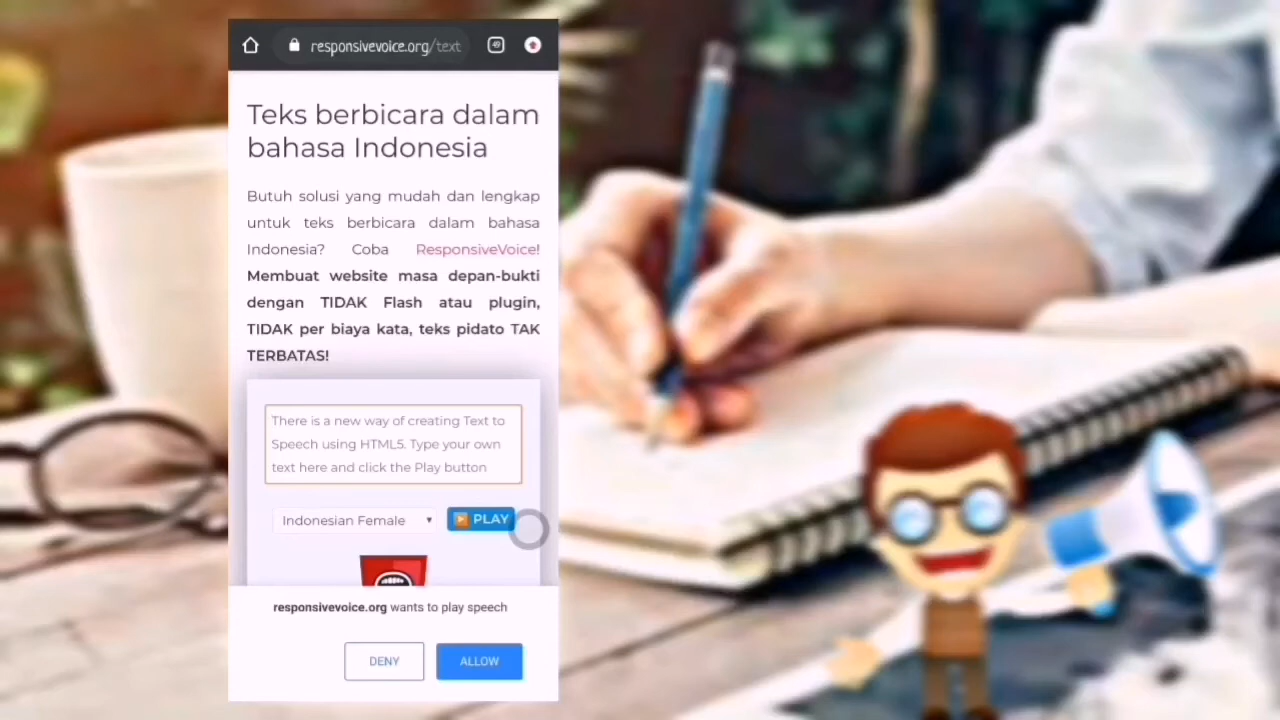 responsivevoice.org/text
49
Teks berbicara dalam
bahasa Indonesia
Butuh solusi yang mudah dan lengkap
untuk teks berbicara dalam bahasa
Indonesia? Coba ResponsiveVoice!
Membuat website masa depan-bukti
dengan TIDAK Flash atau plugin,
TIDAK per biaya kata, teks pidato TAK
TERBATAS!
There is a new way of creating Text to
Speech using HTML5. Type your own
text here and click the Play button
Indonesian Female
PLAY
responsivevoice.org wants to play speech
DENY
ALLOW